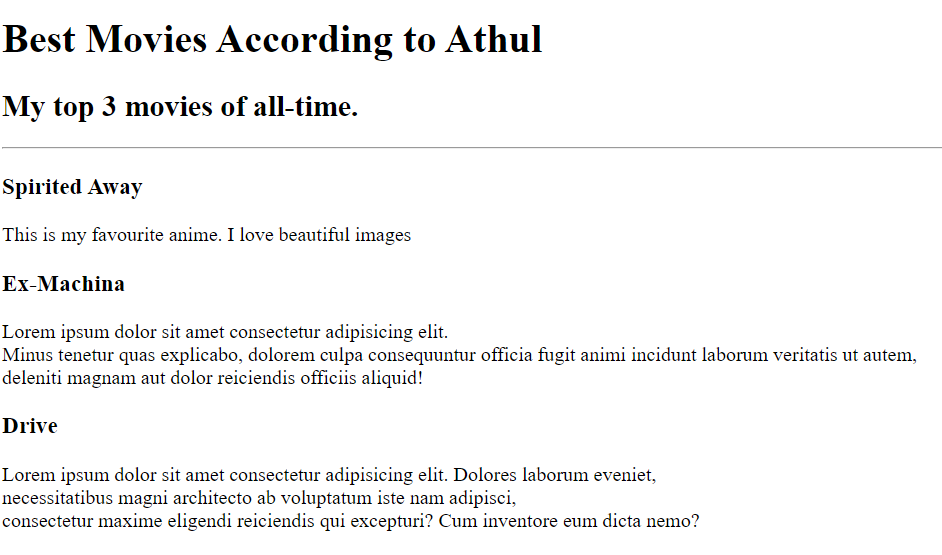 Best Movies According to Athul
My top 3 movies of all-time.
Spirited Away
This is my favourite anime. I love beautiful images
Ex-Machina
Lorem ipsum dolor sit amet consectetur adipisicing elit.
Minus tenetur quas explicabo, dolorem culpa consequuntur officia fugit animi incidunt laborum veritatis ut autem,
deleniti magnam aut dolor reiciendis officiis aliquid!
Drive
Lorem ipsum dolor sit amet consectetur adipisicing elit. Dolores laborum eveniet,
necessitatibus magni architecto ab voluptatum iste nam adipisci,
consectetur maxime eligendi reiciendis qui excepturi? Cum inventore eum dicta nemo?